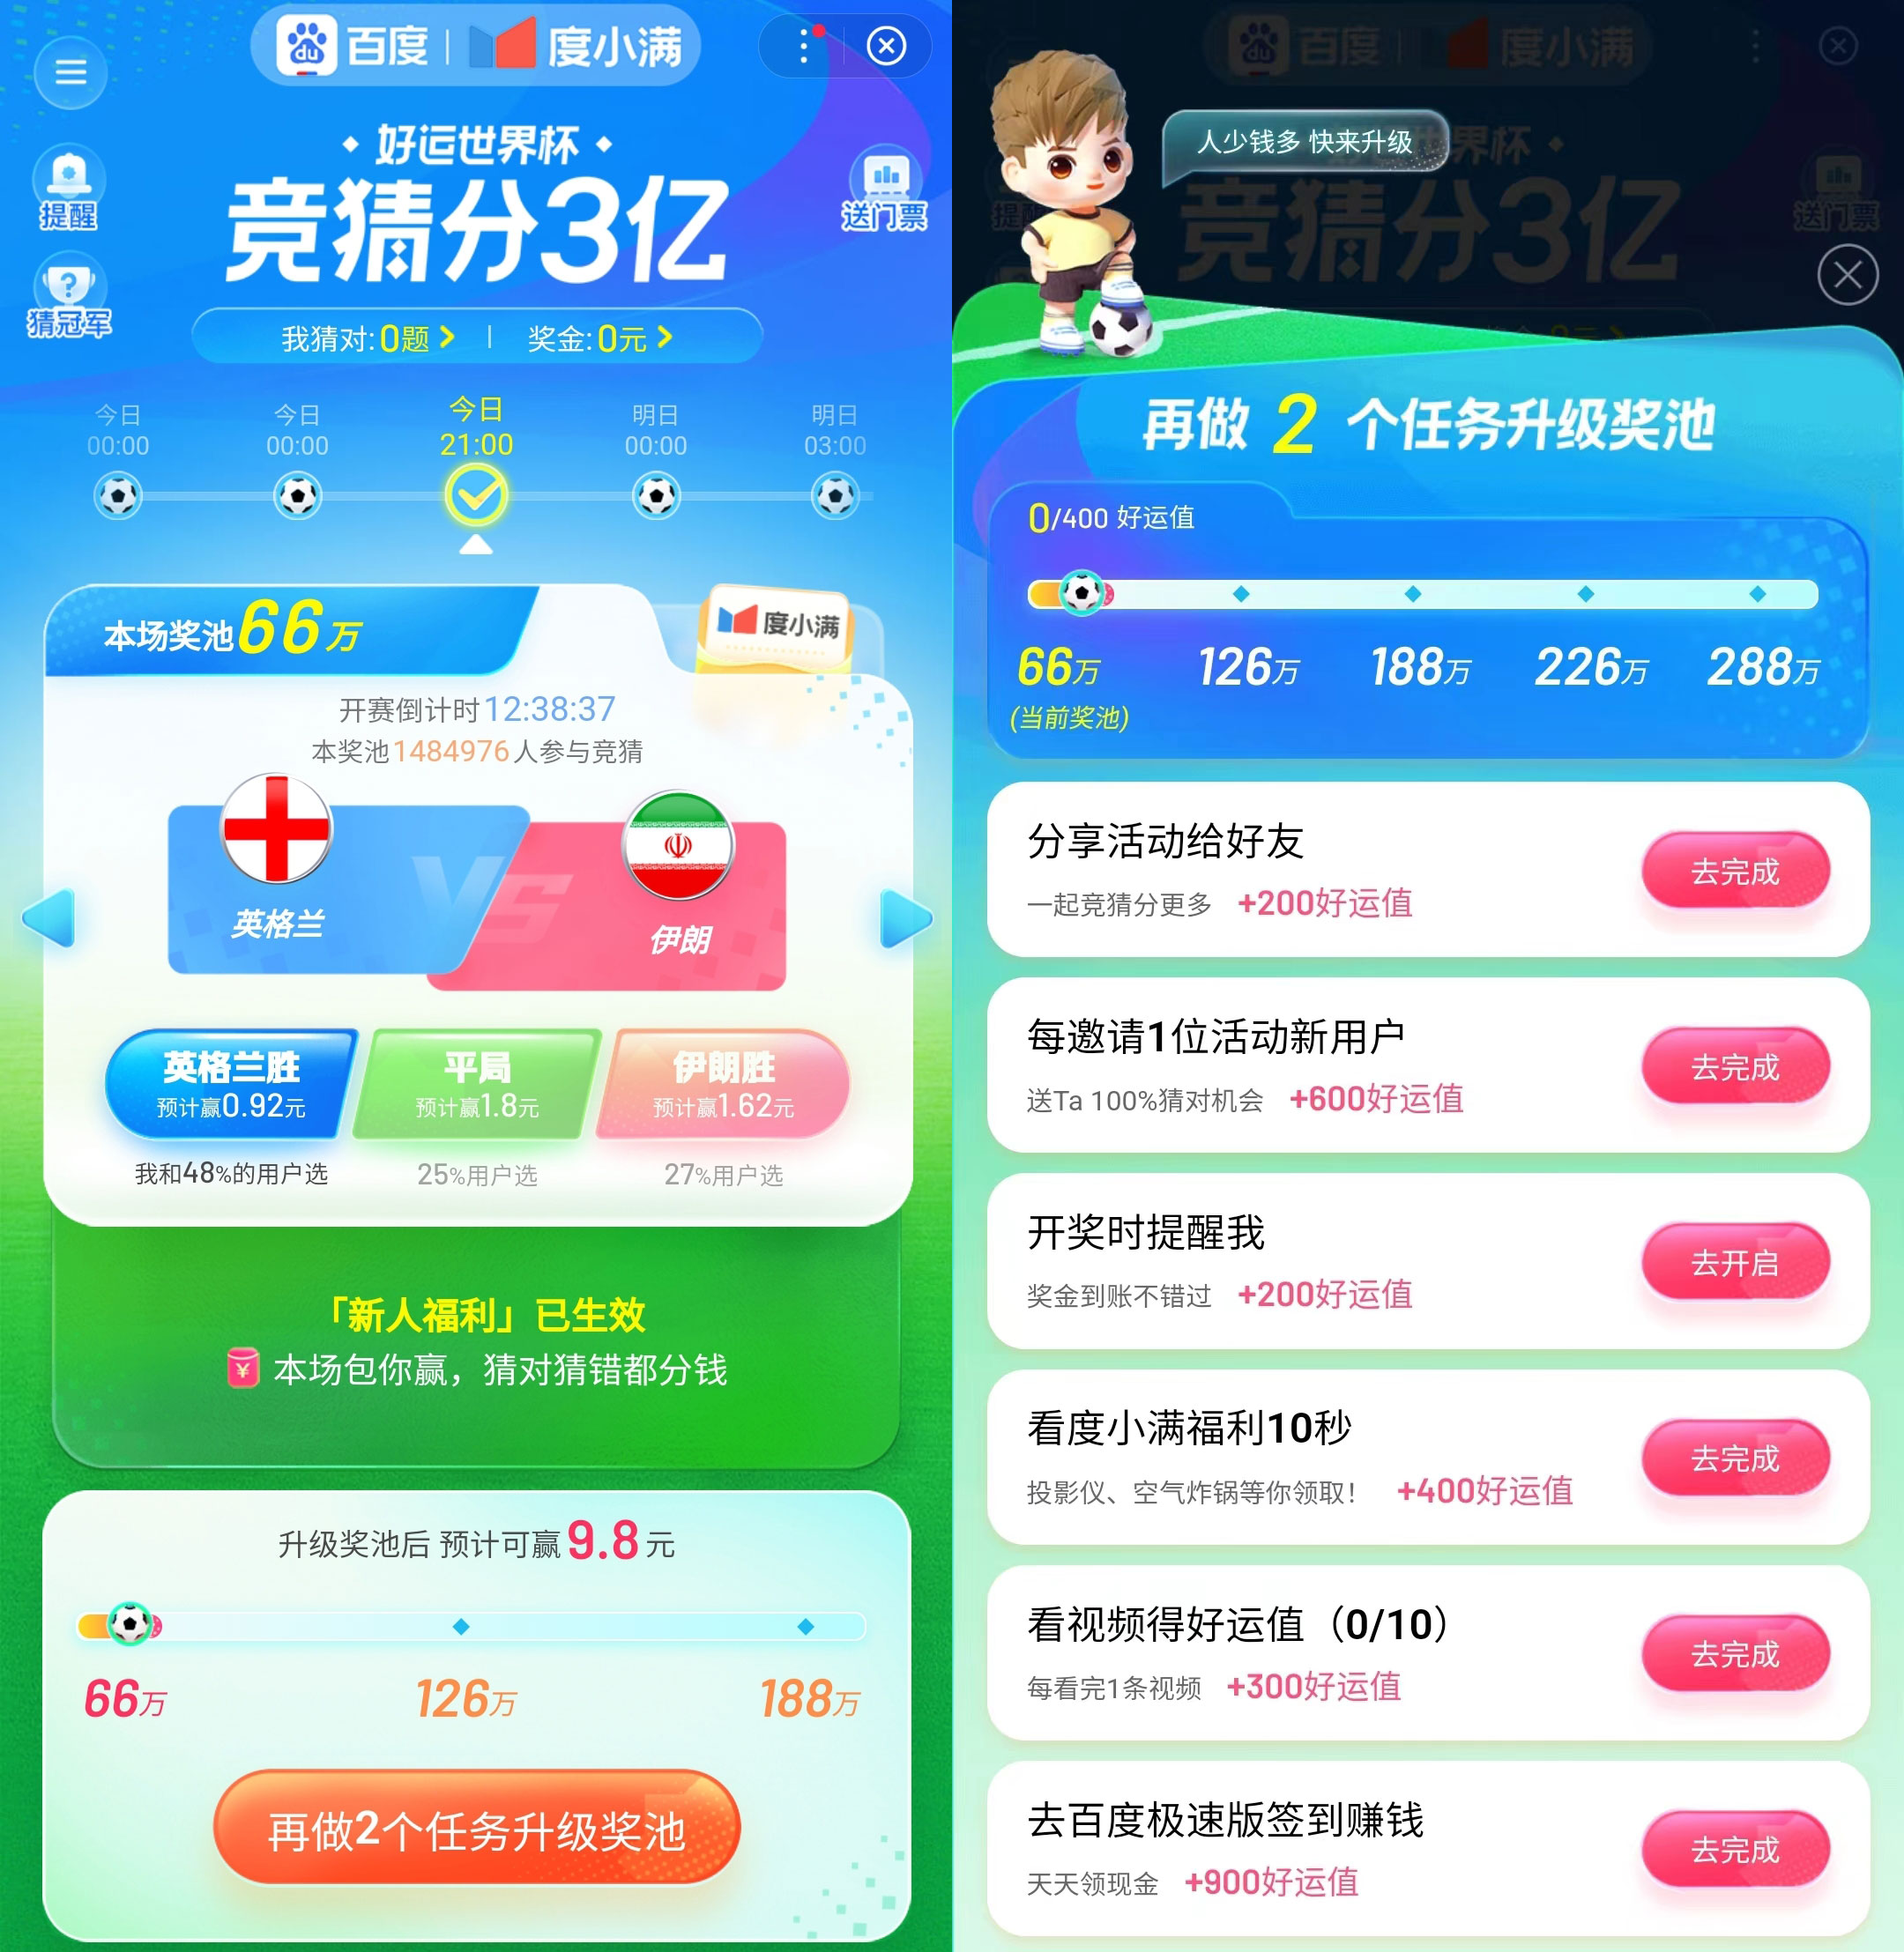 百度 | 度小满
提醒
猜冠军
送门票
好运世界杯
竞猜分3亿
我猜对:0题 | 奖金:0元
今日 00:00
今日 00:00
今日 21:00
明日 00:00
明日 03:00
本场奖池66万
度小满
开赛倒计时12:38:37
本奖池1484976人参与竞猜
英格兰
VS
伊朗
英格兰胜
预计赢0.92元
平局
预计赢1.8元
伊朗胜
预计赢1.62元
我和48%的用户选
25%用户选
27%用户选
「新人福利」已生效
¥ 本场包你赢，猜对猜错都分钱
升级奖池后 预计可赢9.8元
66万 126万 188万
再做2个任务升级奖池
百度 度小满
人少钱多 快来升级
世界杯
竞猜分3亿
送门票
再做 2 个任务升级奖池
0/400 好运值
66万 126万 188万 226万 288万
(当前奖池)
分享活动给好友
一起竞猜分更多 +200好运值
去完成
每邀请1位活动新用户
送Ta 100%猜对机会 +600好运值
去完成
开奖时提醒我
奖金到账不错过 +200好运值
去开启
看度小满福利10秒
投影仪、空气炸锅等你领取！ +400好运值
去完成
看视频得好运值（0/10）
每看完1条视频 +300好运值
去完成
去百度极速版签到赚钱
天天领现金 +900好运值
去完成